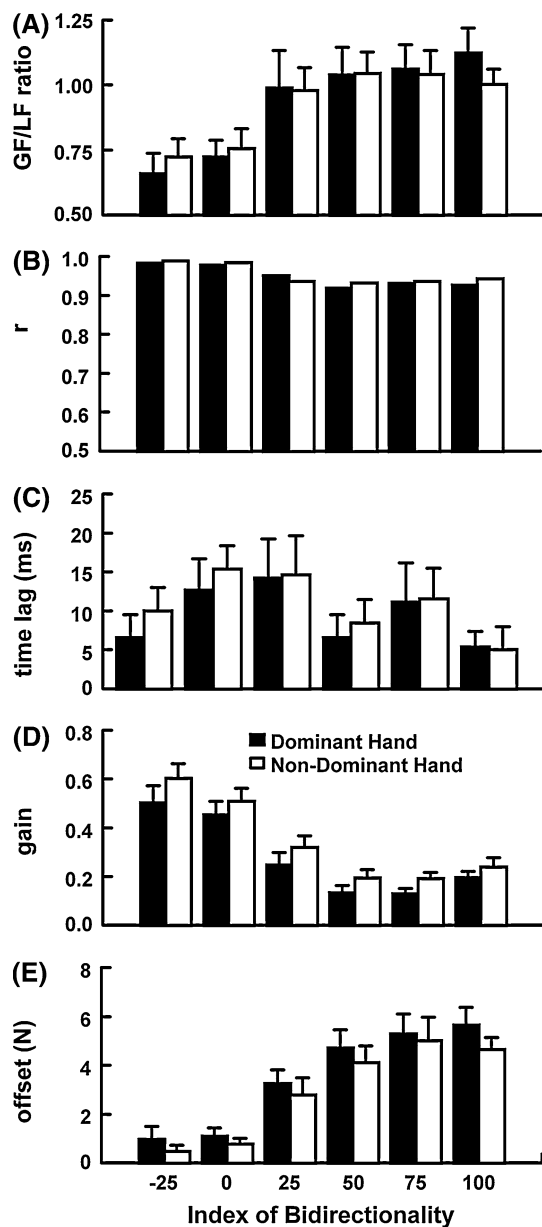 (A)
GF/LF ratio
1.25
1.00
0.75
0.50
(B)
r
1.0
0.9
0.8
0.7
0.6
0.5
(C)
time lag (ms)
25
20
15
10
5
0
(D)
gain
0.8
0.6
0.4
0.2
0.0
Dominant Hand
Non-Dominant Hand
(E)
offset (N)
8
6
4
2
0
-25 0 25 50 75 100
Index of Bidirectionality